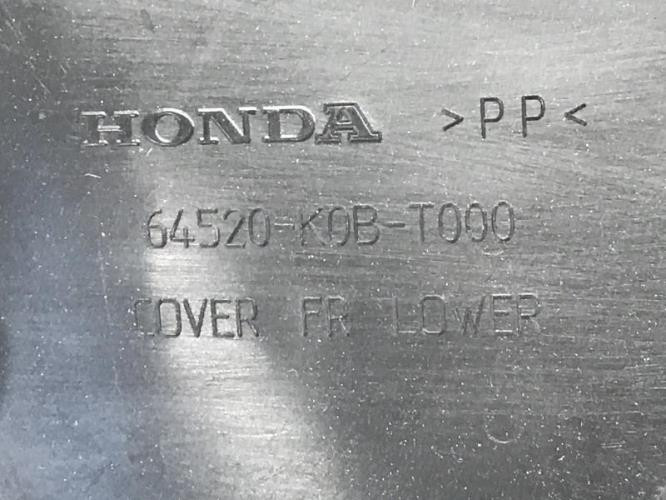 HONDA >PP<
64520-K0B-T000
COVER FR LOWER